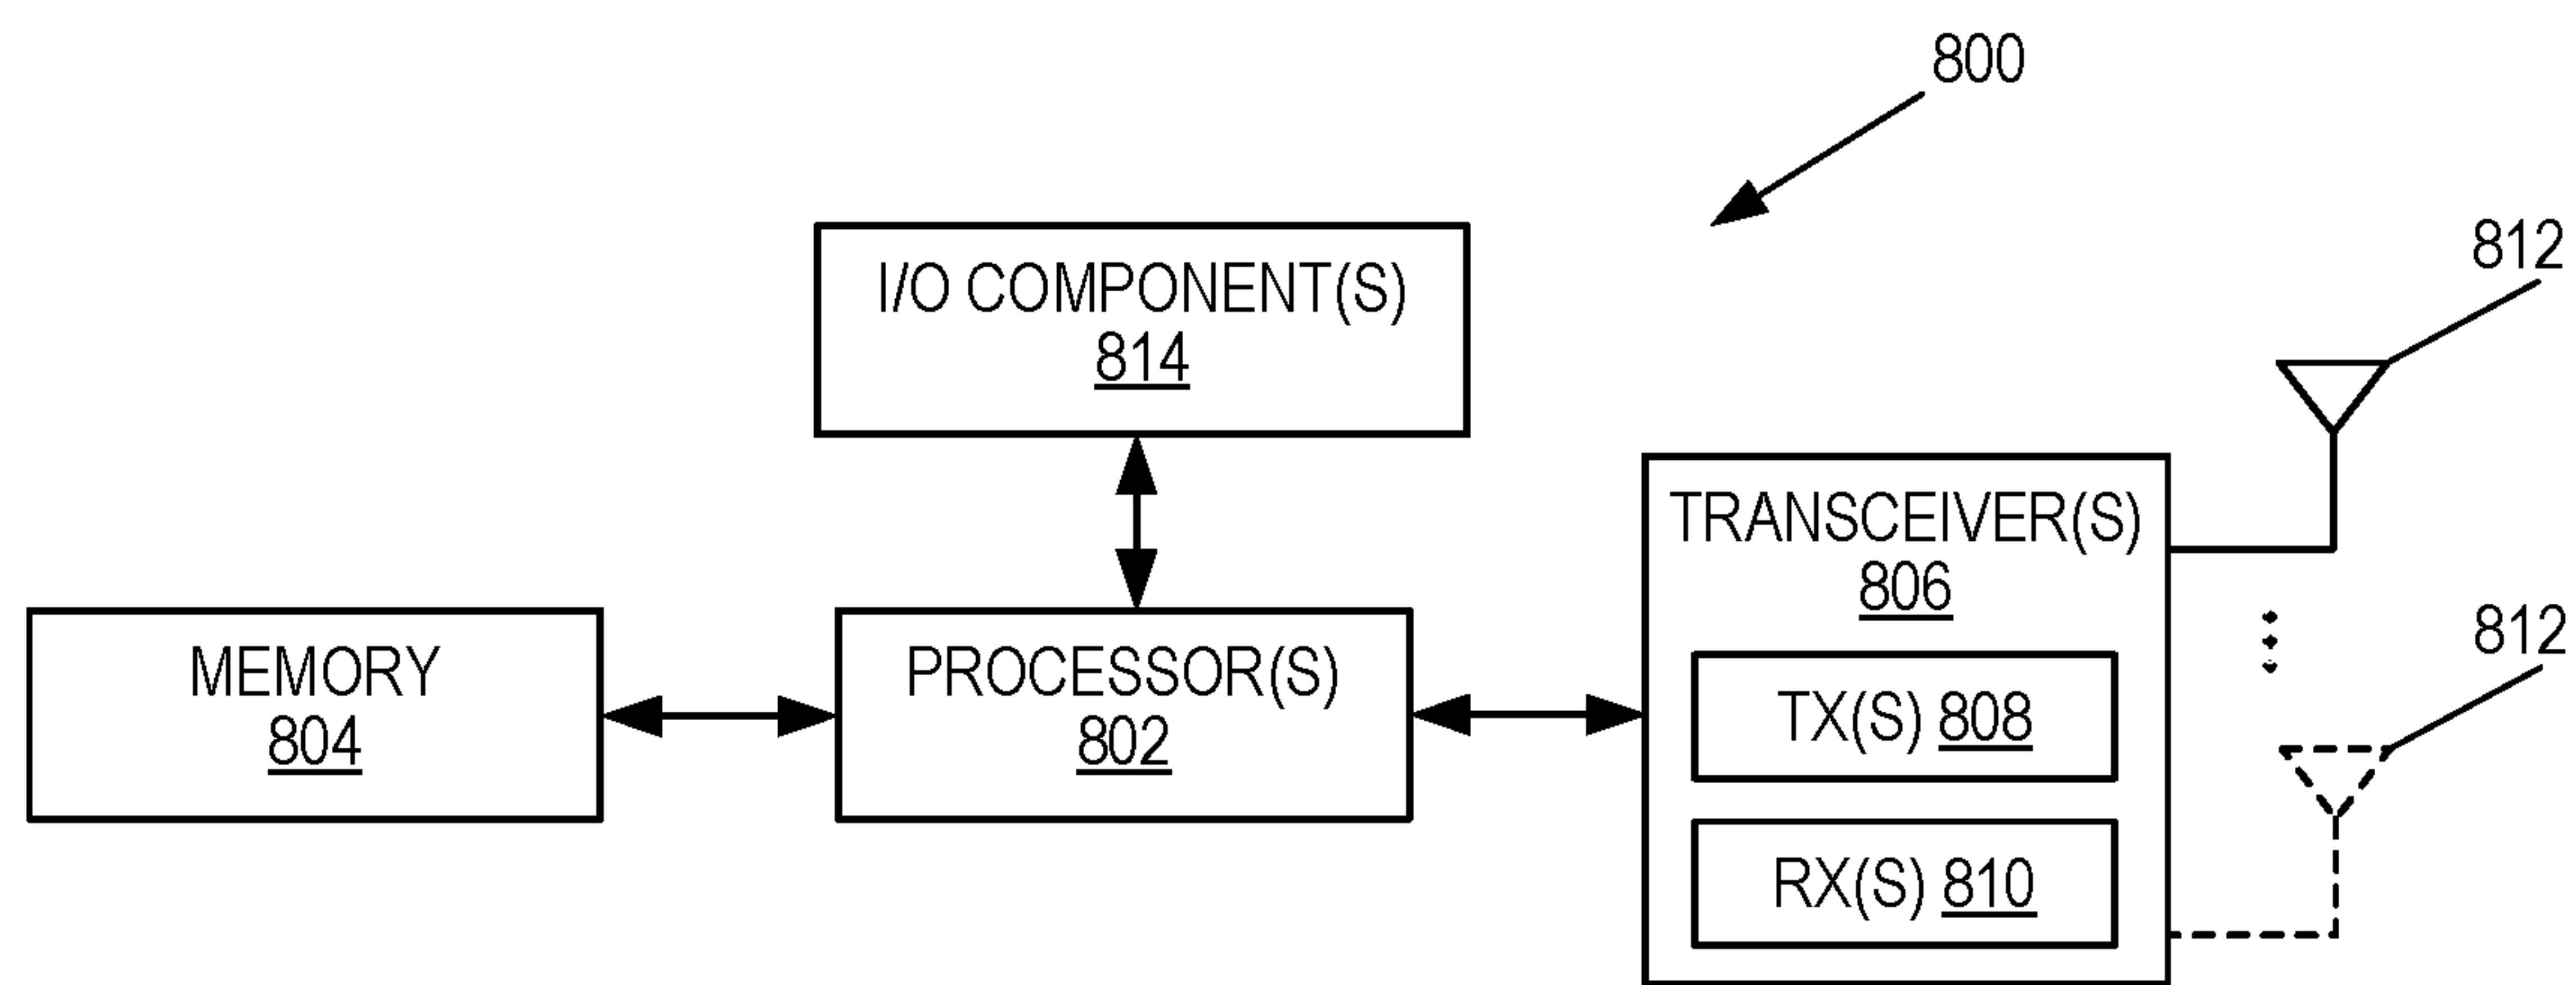 800
812
I/O COMPONENT(S)
814
TRANSCEIVER(S)
806
812
MEMORY
804
PROCESSOR(S)
802
TX(S) 808
RX(S) 810